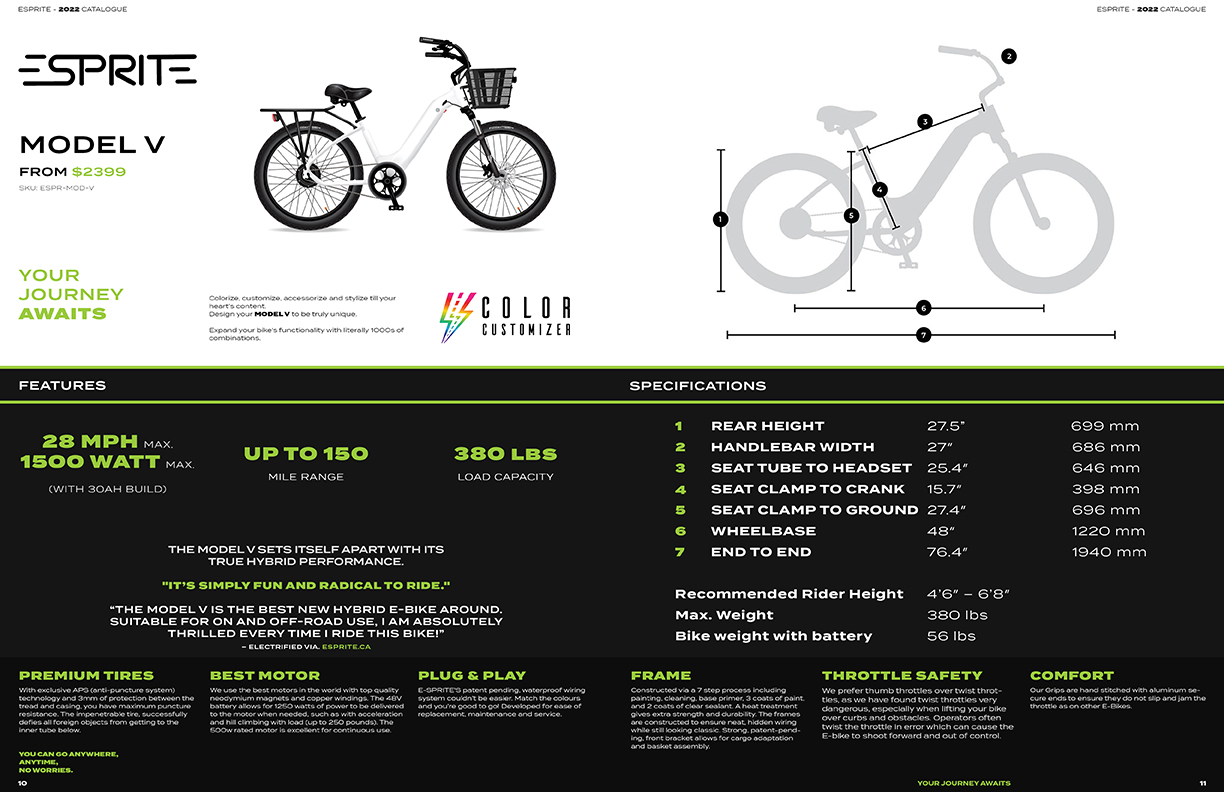 ESPRITE - 2022 CATALOGUE
ESPRITE - 2022 CATALOGUE
ESPRITE
MODEL V
FROM $2399
SKU: ESPR-MOD-V
YOUR
JOURNEY
AWAITS
Colorize, customize, accessorize and stylize till your
heart's content.
Design your MODEL V to be truly unique.
Expand your bike's functionality with literally 1000s of
combinations.
COLOR
CUSTOMIZER
1
2
3
4
5
6
7
FEATURES
28 MPH MAX.
1500 WATT MAX.
(WITH 30AH BUILD)
UP TO 150
MILE RANGE
380 LBS
LOAD CAPACITY
THE MODEL V SETS ITSELF APART WITH ITS
TRUE HYBRID PERFORMANCE.
"IT'S SIMPLY FUN AND RADICAL TO RIDE."
"THE MODEL V IS THE BEST NEW HYBRID E-BIKE AROUND.
SUITABLE FOR ON AND OFF-ROAD USE, I AM ABSOLUTELY
THRILLED EVERY TIME I RIDE THIS BIKE!"
– ELECTRIFIED VIA. ESPRITE.CA
SPECIFICATIONS
1 REAR HEIGHT 27.5" 699 mm
2 HANDLEBAR WIDTH 27" 686 mm
3 SEAT TUBE TO HEADSET 25.4" 646 mm
4 SEAT CLAMP TO CRANK 15.7" 398 mm
5 SEAT CLAMP TO GROUND 27.4" 696 mm
6 WHEELBASE 48" 1220 mm
7 END TO END 76.4" 1940 mm
Recommended Rider Height 4'6" – 6'8"
Max. Weight 380 lbs
Bike weight with battery 56 lbs
PREMIUM TIRES
With exclusive APS (anti-puncture system)
technology and 3mm of protection between the
tread and casing, you have maximum puncture
resistance. The impenetrable tire, successfully
defies all foreign objects from getting to the
inner tube below.
YOU CAN GO ANYWHERE,
ANYTIME,
NO WORRIES.
BEST MOTOR
We use the best motors in the world with top quality
neodymium magnets and copper windings. The 48V
battery allows for 1250 watts of power to be delivered
to the motor when needed, such as with acceleration
and hill climbing with load (up to 250 pounds). The
500w rated motor is excellent for continuous use.
PLUG & PLAY
E-SPRITE'S patent pending, waterproof wiring
system couldn't be easier. Match the colours
and you're good to go! Developed for ease of
replacement, maintenance and service.
FRAME
Constructed via a 7 step process including
painting, cleaning, base primer, 3 coats of paint,
and 2 coats of clear sealant. A heat treatment
gives extra strength and durability. The frames
are constructed to ensure neat, hidden wiring
while still looking classic. Strong, patent-pend-
ing, front bracket allows for cargo adaptation
and basket assembly.
THROTTLE SAFETY
We prefer thumb throttles over twist throt-
tles, as we have found twist throttles very
dangerous, especially when lifting your bike
over curbs and obstacles. Operators often
twist the throttle in error which can cause the
E-bike to shoot forward and out of control.
COMFORT
Our Grips are hand stitched with aluminum se-
cure ends to ensure they do not slip and jam the
throttle as on other E-Bikes.
10
YOUR JOURNEY AWAITS
11